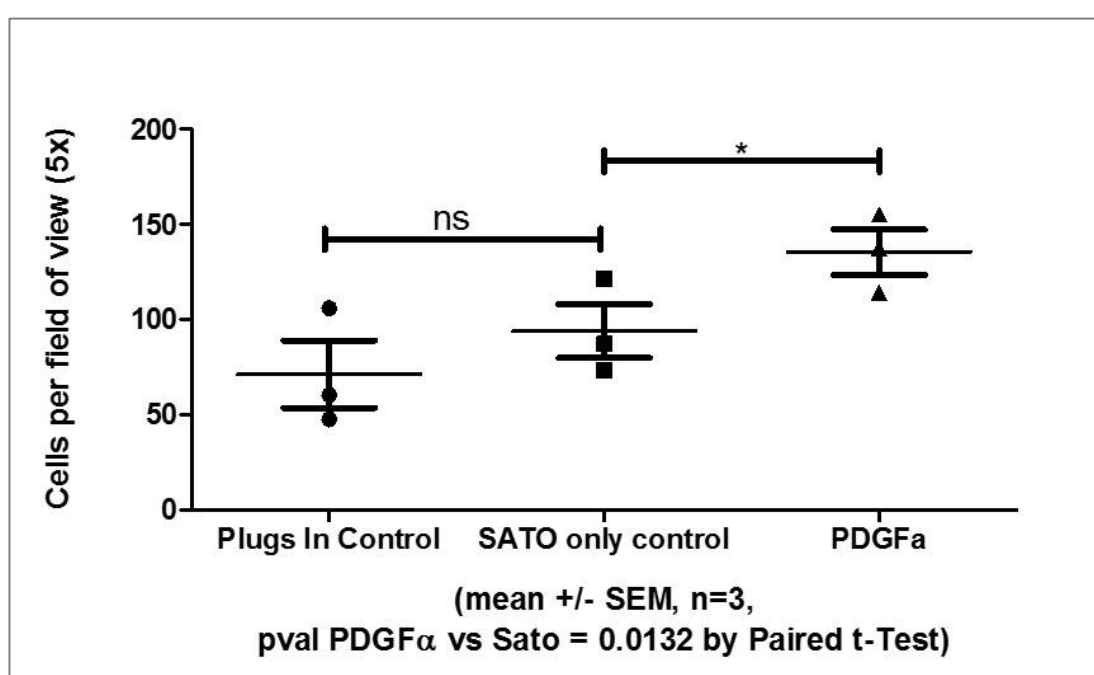 Cells per field of view (5x)
200
150
100
50
0
ns
*
Plugs In Control
SATO only control
PDGFa
(mean +/- SEM, n=3,
pval PDGFα vs Sato = 0.0132 by Paired t-Test)